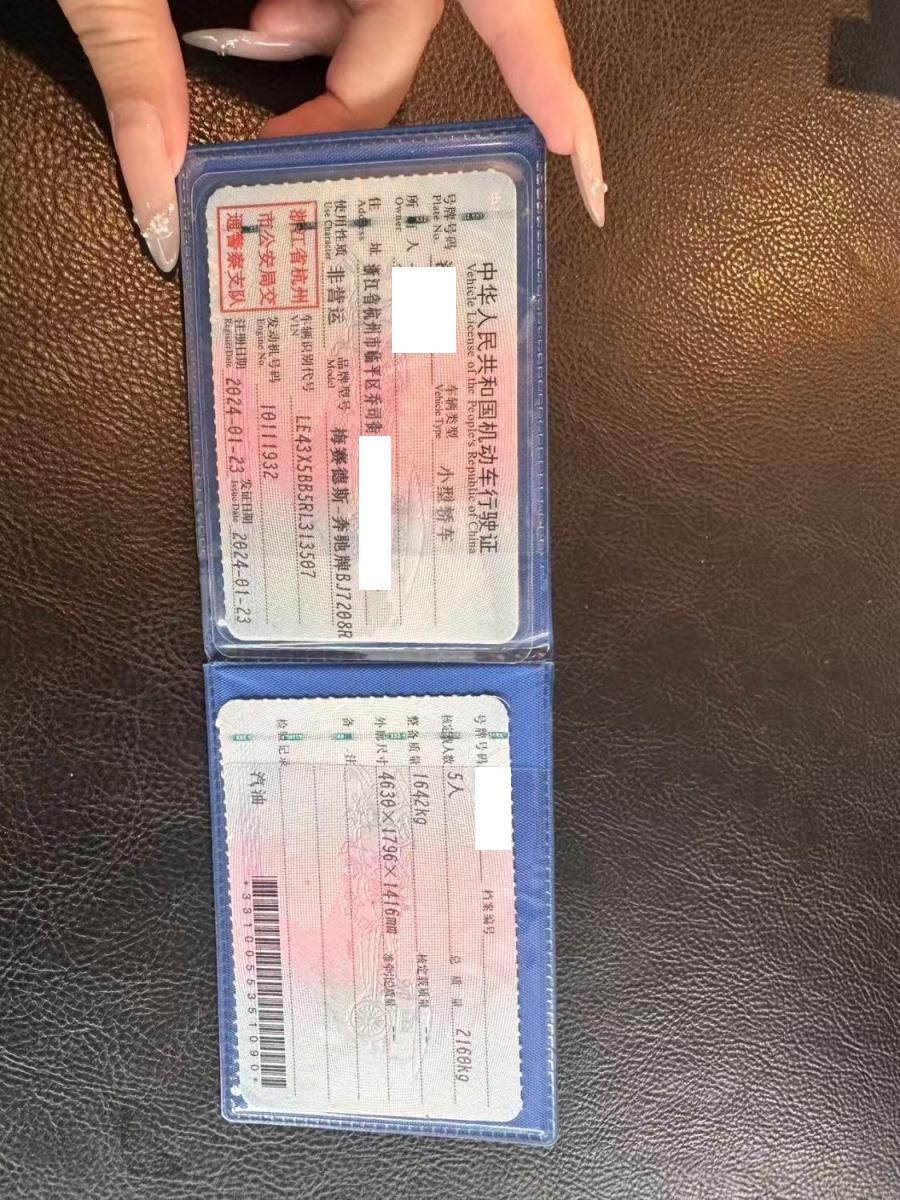 中华人民共和国机动车行驶证
Vehicle License of the People's Republic of China
号牌号码 车辆类型 小型轿车
Plate No. Vehicle Type
所有人
Owner
住址 浙江省杭州市临平区乔司街
Address
使用性质 非营运 品牌型号 梅赛德斯-奔驰牌BJ7208R
Use Character Model
浙江省杭州
市公安局交
通警察支队
车辆识别代号 LE43X5BB5RL313507
VIN
发动机号码 10111932
Engine No.
注册日期 2024-01-23 发证日期 2024-01-23
Register Date Issue Date
号牌号码 档案编号
核定载人数 5人 总质量 2160kg
整备质量 1642kg 核定载质量 --
外廓尺寸 4630×1796×1416mm 准牵引总质量 --
备注
检验记录
汽油
*3310055351090*